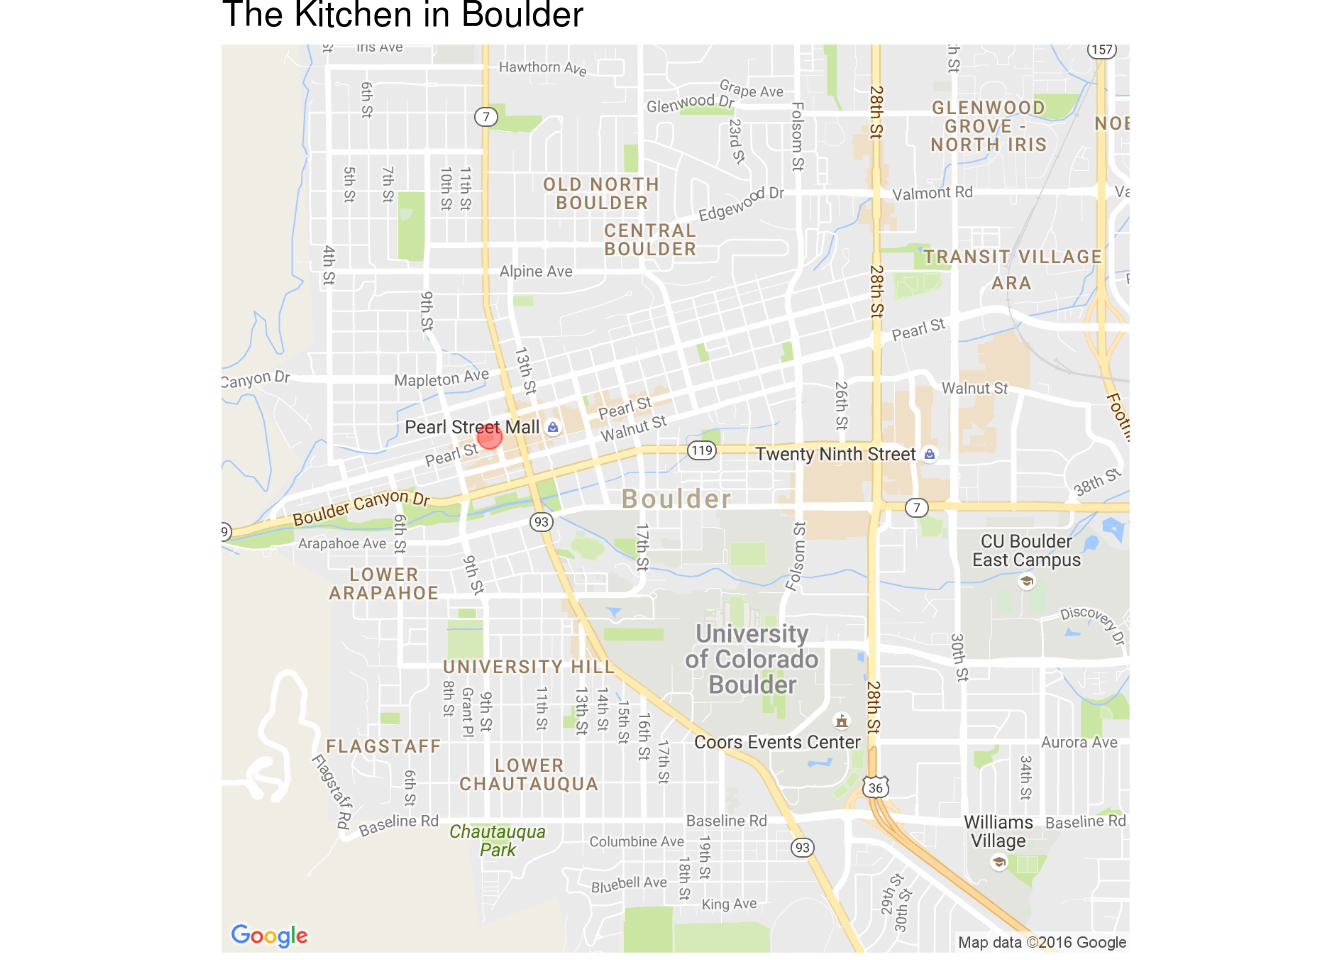 The Kitchen in Boulder
Iris Ave
157
Hawthorn Ave
Grape Ave
Glenwood Dr
28th St
GLENWOOD
GROVE -
NORTH IRIS
6th St
7
Folsom St
23rd St
5th St
7th St
10th St
11th St
OLD NORTH
BOULDER
Edgewood Dr
Valmont Rd
CENTRAL
BOULDER
4th St
Alpine Ave
28th St
TRANSIT VILLAGE
ARA
9th St
Pearl St
13th St
Canyon Dr
Mapleton Ave
26th St
Walnut St
Pearl Street Mall
Pearl St
Walnut St
Pearl St
119
Twenty Ninth Street
38th St
Boulder Canyon Dr
Boulder
7
93
6th St
Arapahoe Ave
17th St
Folsom St
CU Boulder
East Campus
9th St
LOWER
ARAPAHOE
Discovery Dr
University
of Colorado
Boulder
30th St
UNIVERSITY HILL
8th St
Grant Pl
9th St
11th St
13th St
14th St
15th St
16th St
17th St
28th St
FLAGSTAFF
Coors Events Center
Aurora Ave
Flagstaff Rd
6th St
LOWER
CHAUTAUQUA
34th St
36
Baseline Rd
Baseline Rd
Williams
Village
Baseline Rd
Chautauqua
Park
Columbine Ave
19th St
93
18th St
Bluebell Ave
29th St
30th St
King Ave
Google
Map data ©2016 Google